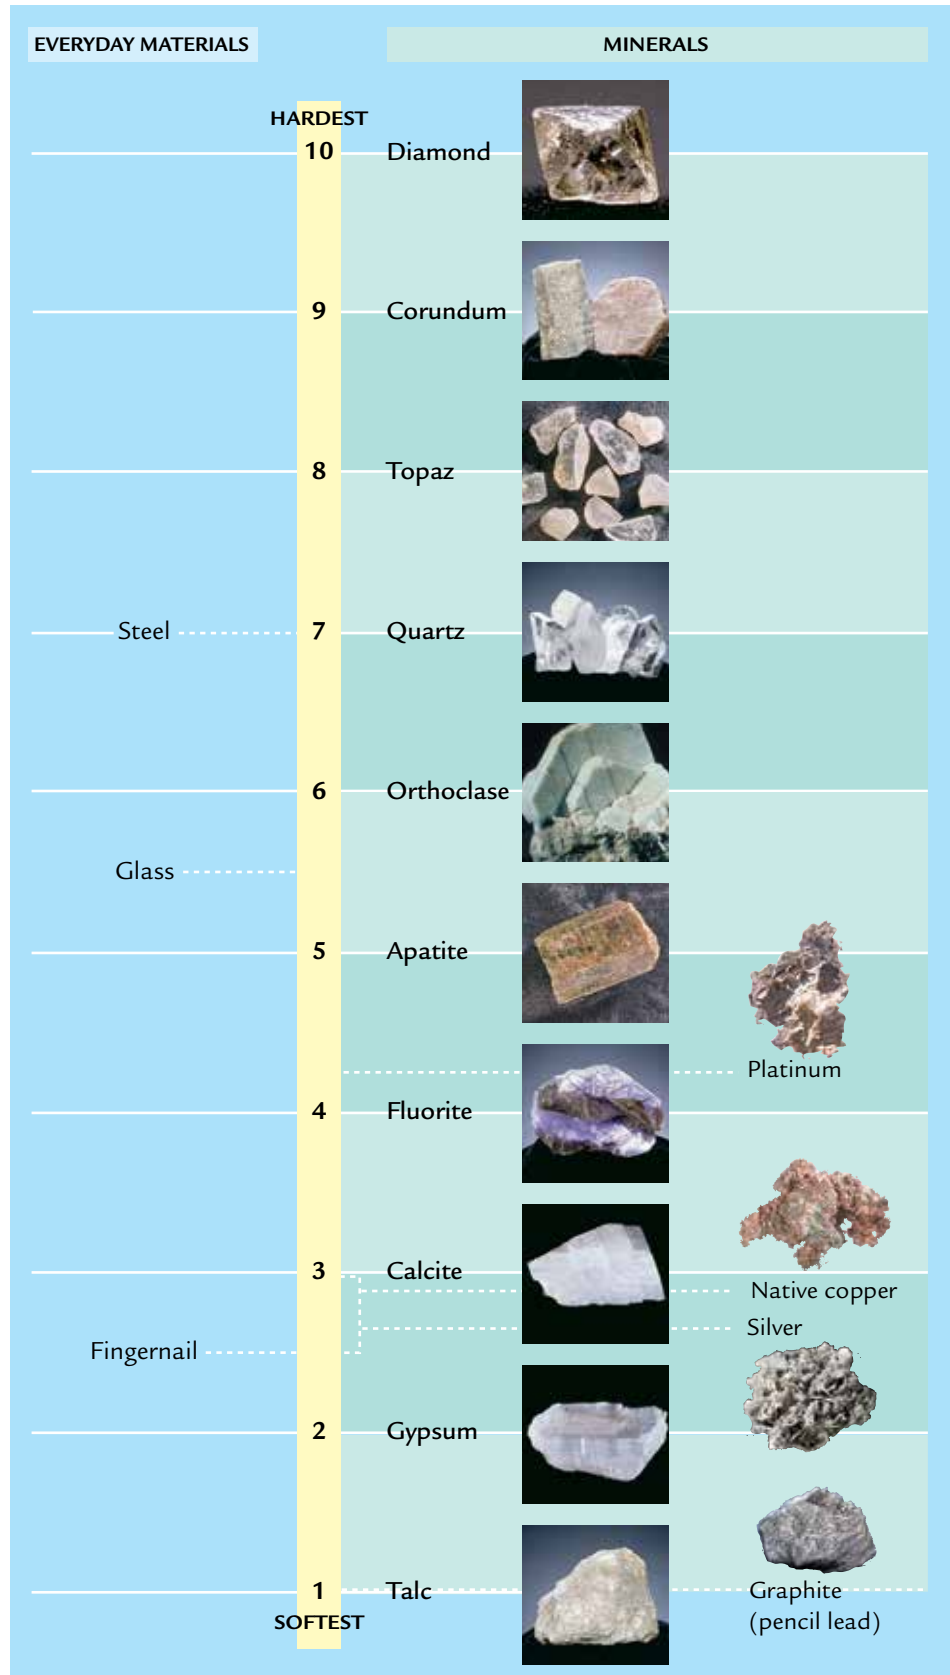 EVERYDAY MATERIALS
MINERALS
HARDEST
10 Diamond
9 Corundum
8 Topaz
Steel 7 Quartz
6 Orthoclase
Glass
5 Apatite
Platinum
4 Fluorite
3 Calcite
Native copper
Silver
Fingernail
2 Gypsum
1 Talc
Graphite
(pencil lead)
SOFTEST